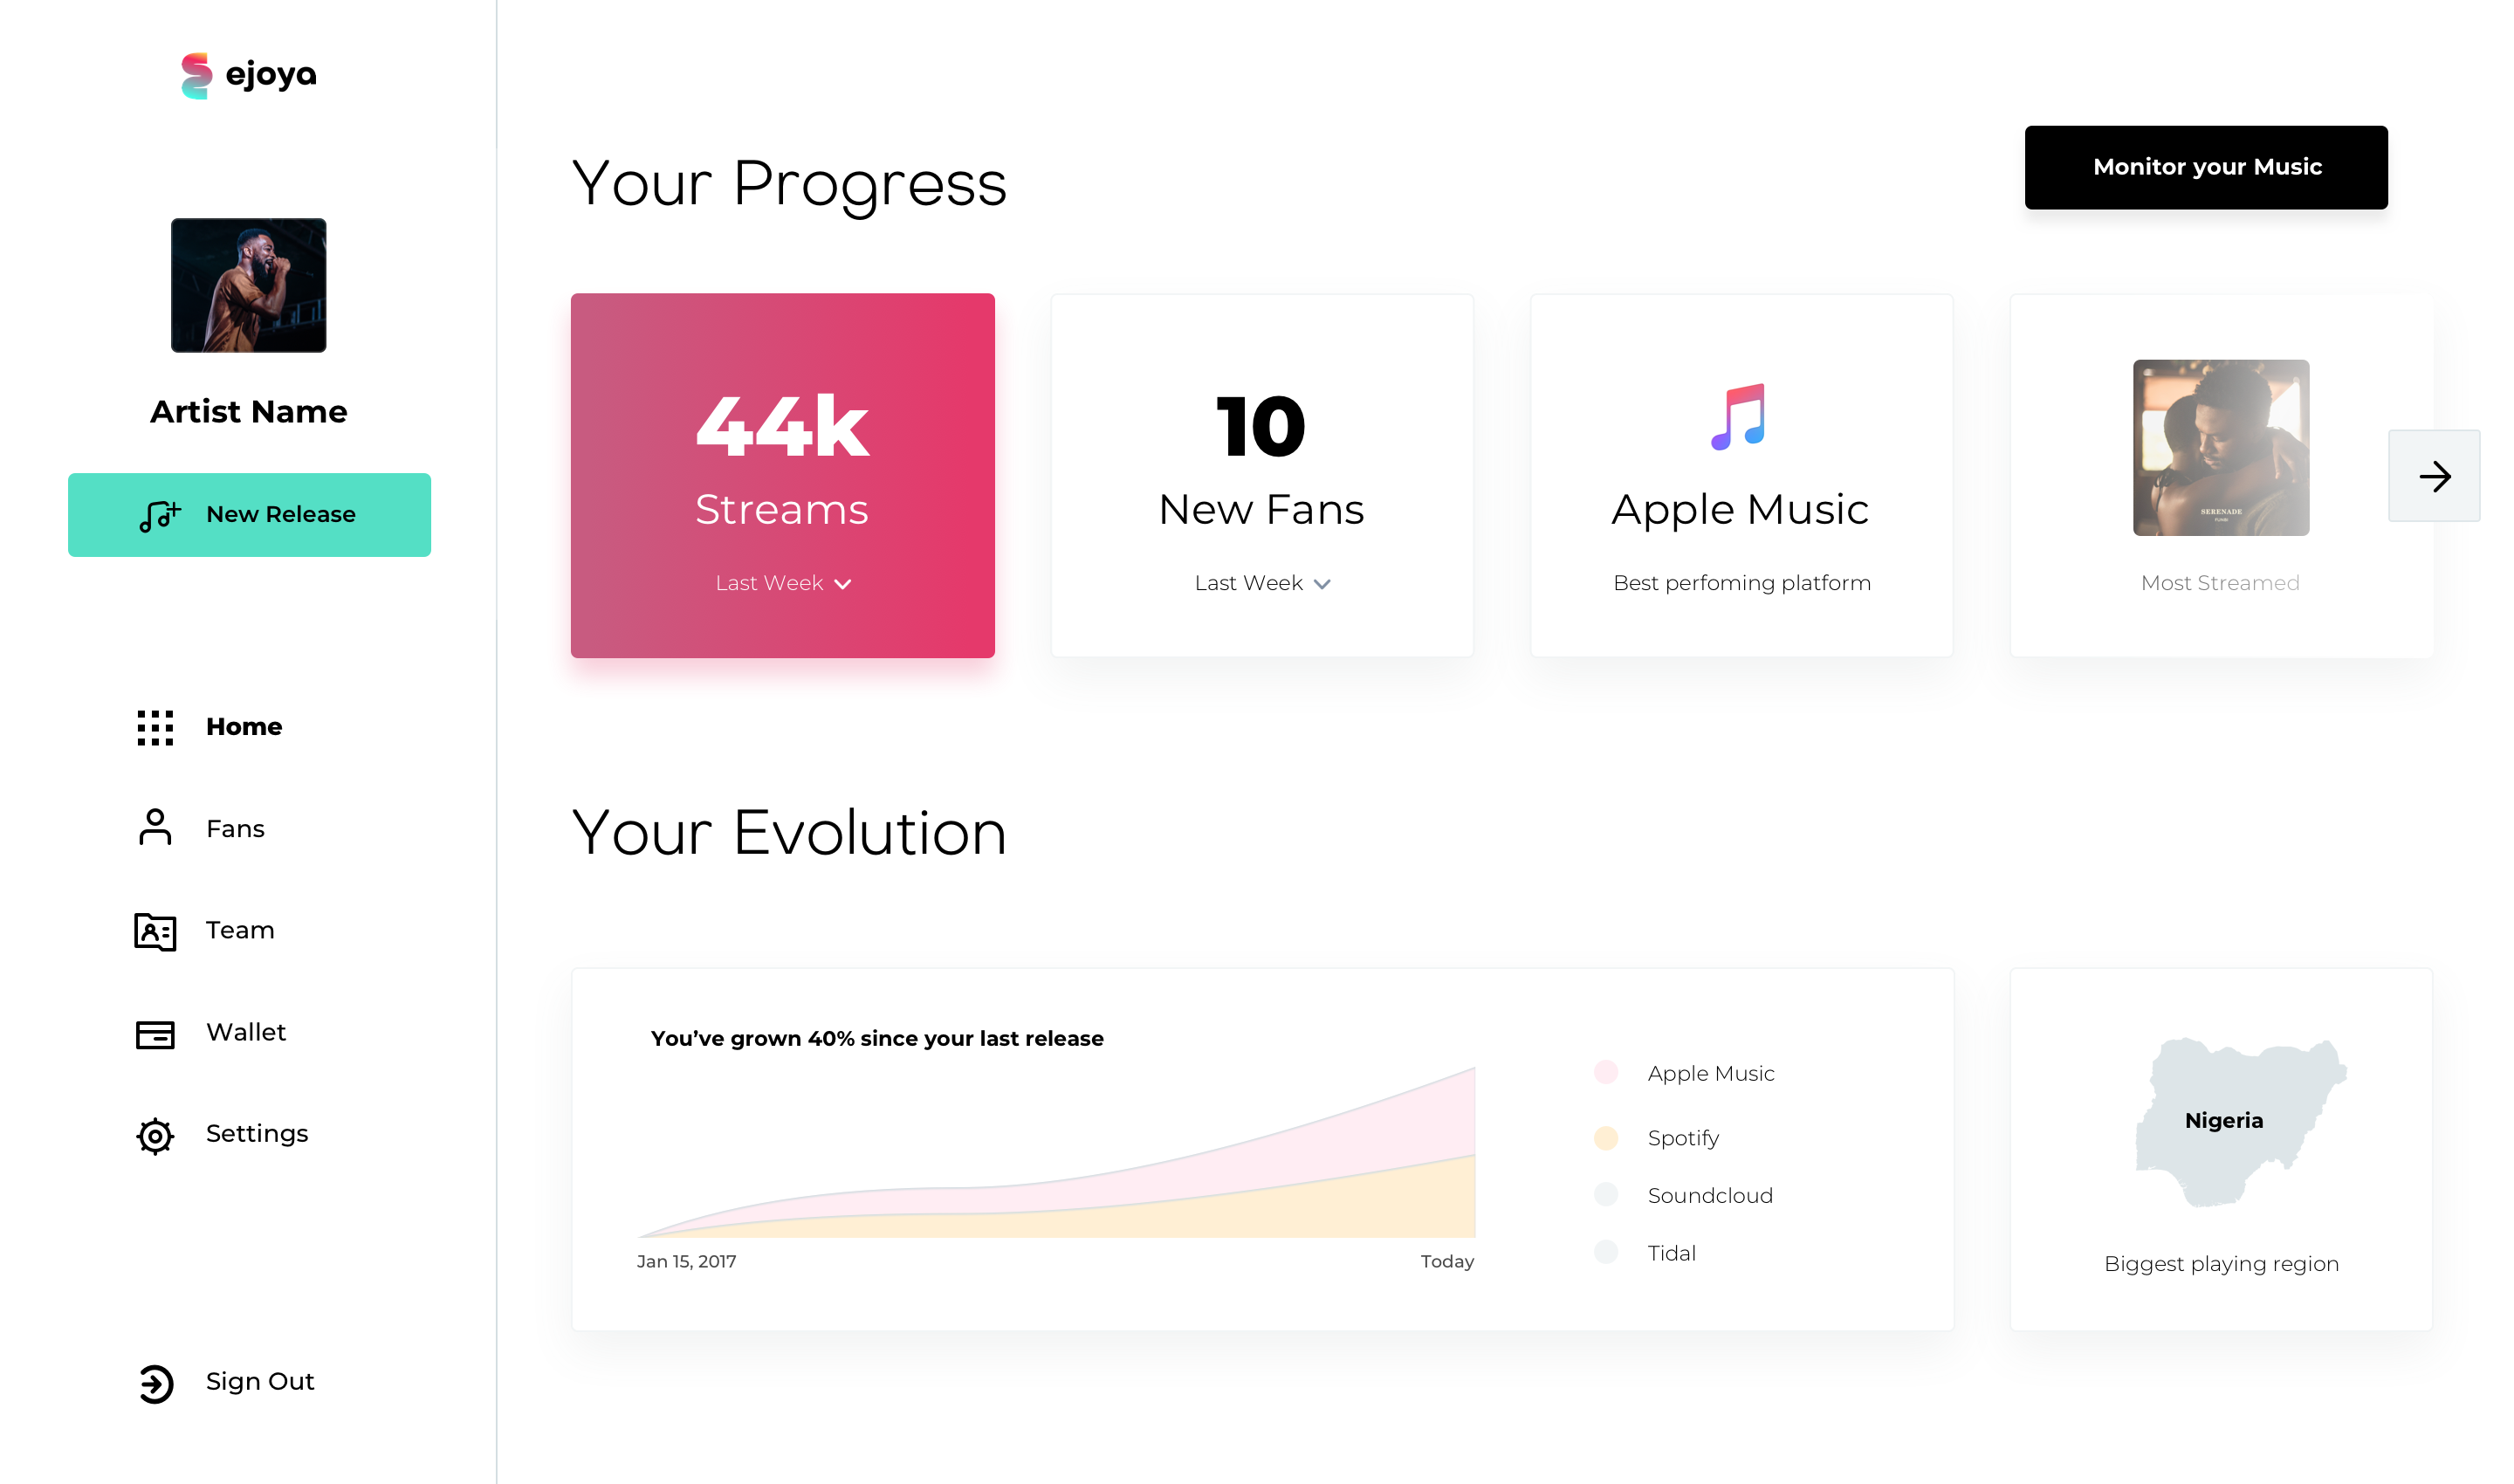 ejoya
Artist Name
New Release
Home
Fans
Team
Wallet
Settings
Sign Out
Your Progress
Monitor your Music
44k
Streams
Last Week
10
New Fans
Last Week
Apple Music
Best perfoming platform
SERENADE
Most Streamed
Your Evolution
You’ve grown 40% since your last release
Jan 15, 2017
Today
Apple Music
Spotify
Soundcloud
Tidal
Nigeria
Biggest playing region